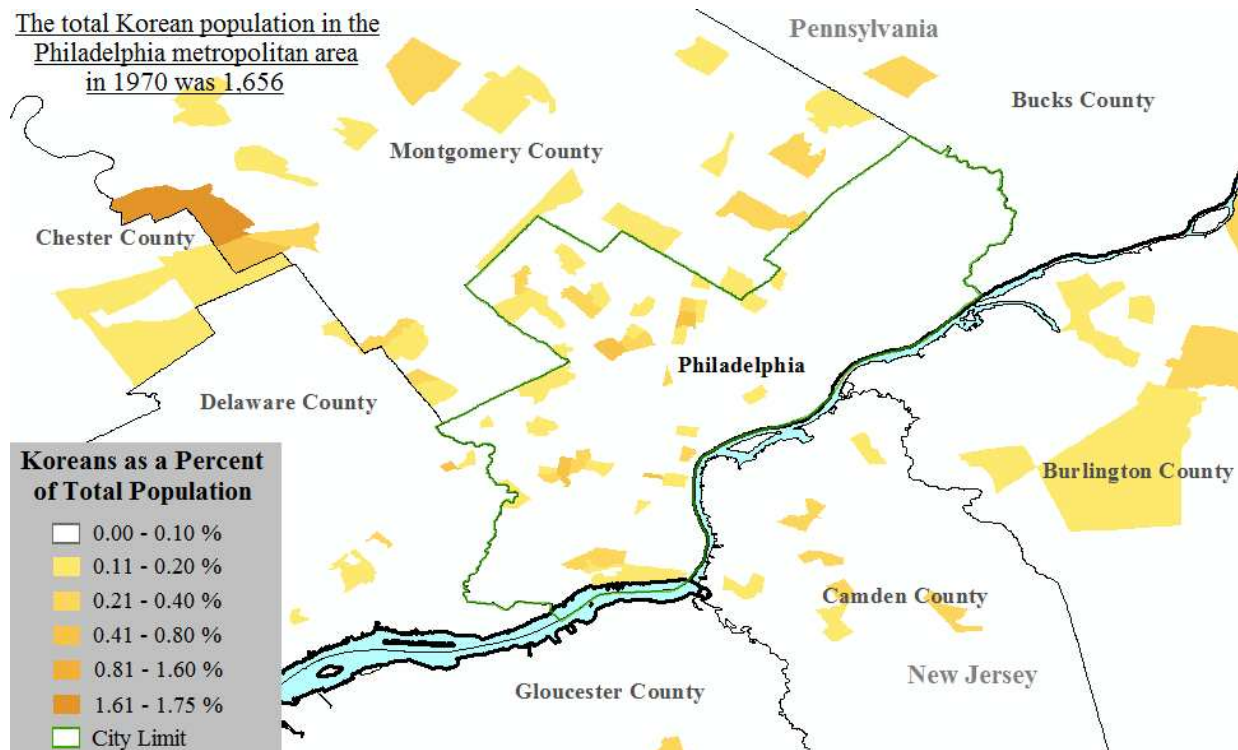 The total Korean population in the
Philadelphia metropolitan area
in 1970 was 1,656
Pennsylvania
Bucks County
Montgomery County
Chester County
Philadelphia
Delaware County
Burlington County
Camden County
New Jersey
Gloucester County
Koreans as a Percent
of Total Population
0.00 - 0.10 %
0.11 - 0.20 %
0.21 - 0.40 %
0.41 - 0.80 %
0.81 - 1.60 %
1.61 - 1.75 %
City Limit